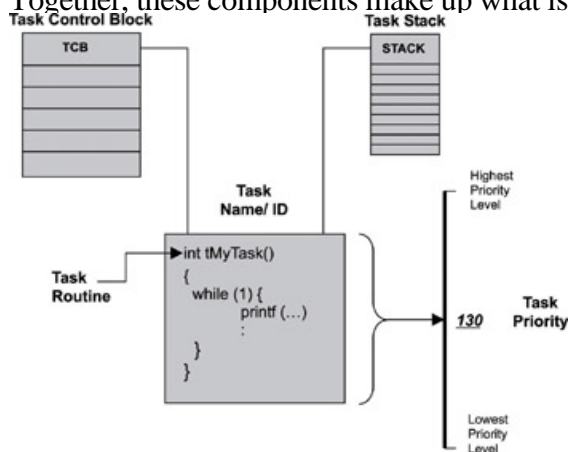 Together, these components make up what is
Task Control Block
Task Stack
TCB
STACK
Task
Name/ ID
Highest
Priority
Level
int tMyTask()
{
while (1) {
printf (...)
:
}
}
Task
Routine
130
Task
Priority
Lowest
Priority
Level